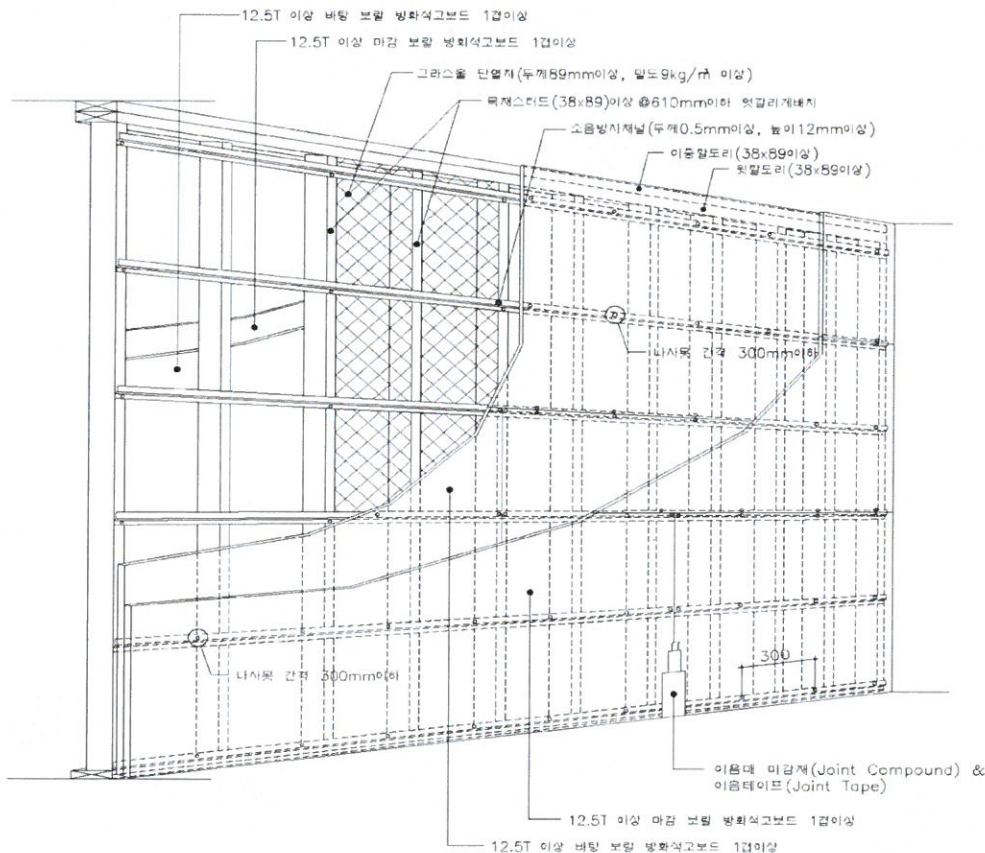 12.5T 이상 바탕 보랄 방화석고보드 1겹이상
12.5T 이상 마감 보랄 방화석고보드 1겹이상
그라스울 단열재(두께89mm이상, 밀도9kg/㎥ 이상)
목재스터드(38x89)이상 @610mm이하 엇갈리게배치
소음방지채널(두께0.5mm이상, 높이12mm이상)
이중깔도리(38x89이상)
윗깔도리(38x89이상)
나사못 간격 300mm이하
나사못 간격 300mm이하
300
이음매 마감재(Joint Compound) &
이음테이프(Joint Tape)
12.5T 이상 마감 보랄 방화석고보드 1겹이상
12.5T 이상 바탕 보랄 방화석고보드 1겹이상